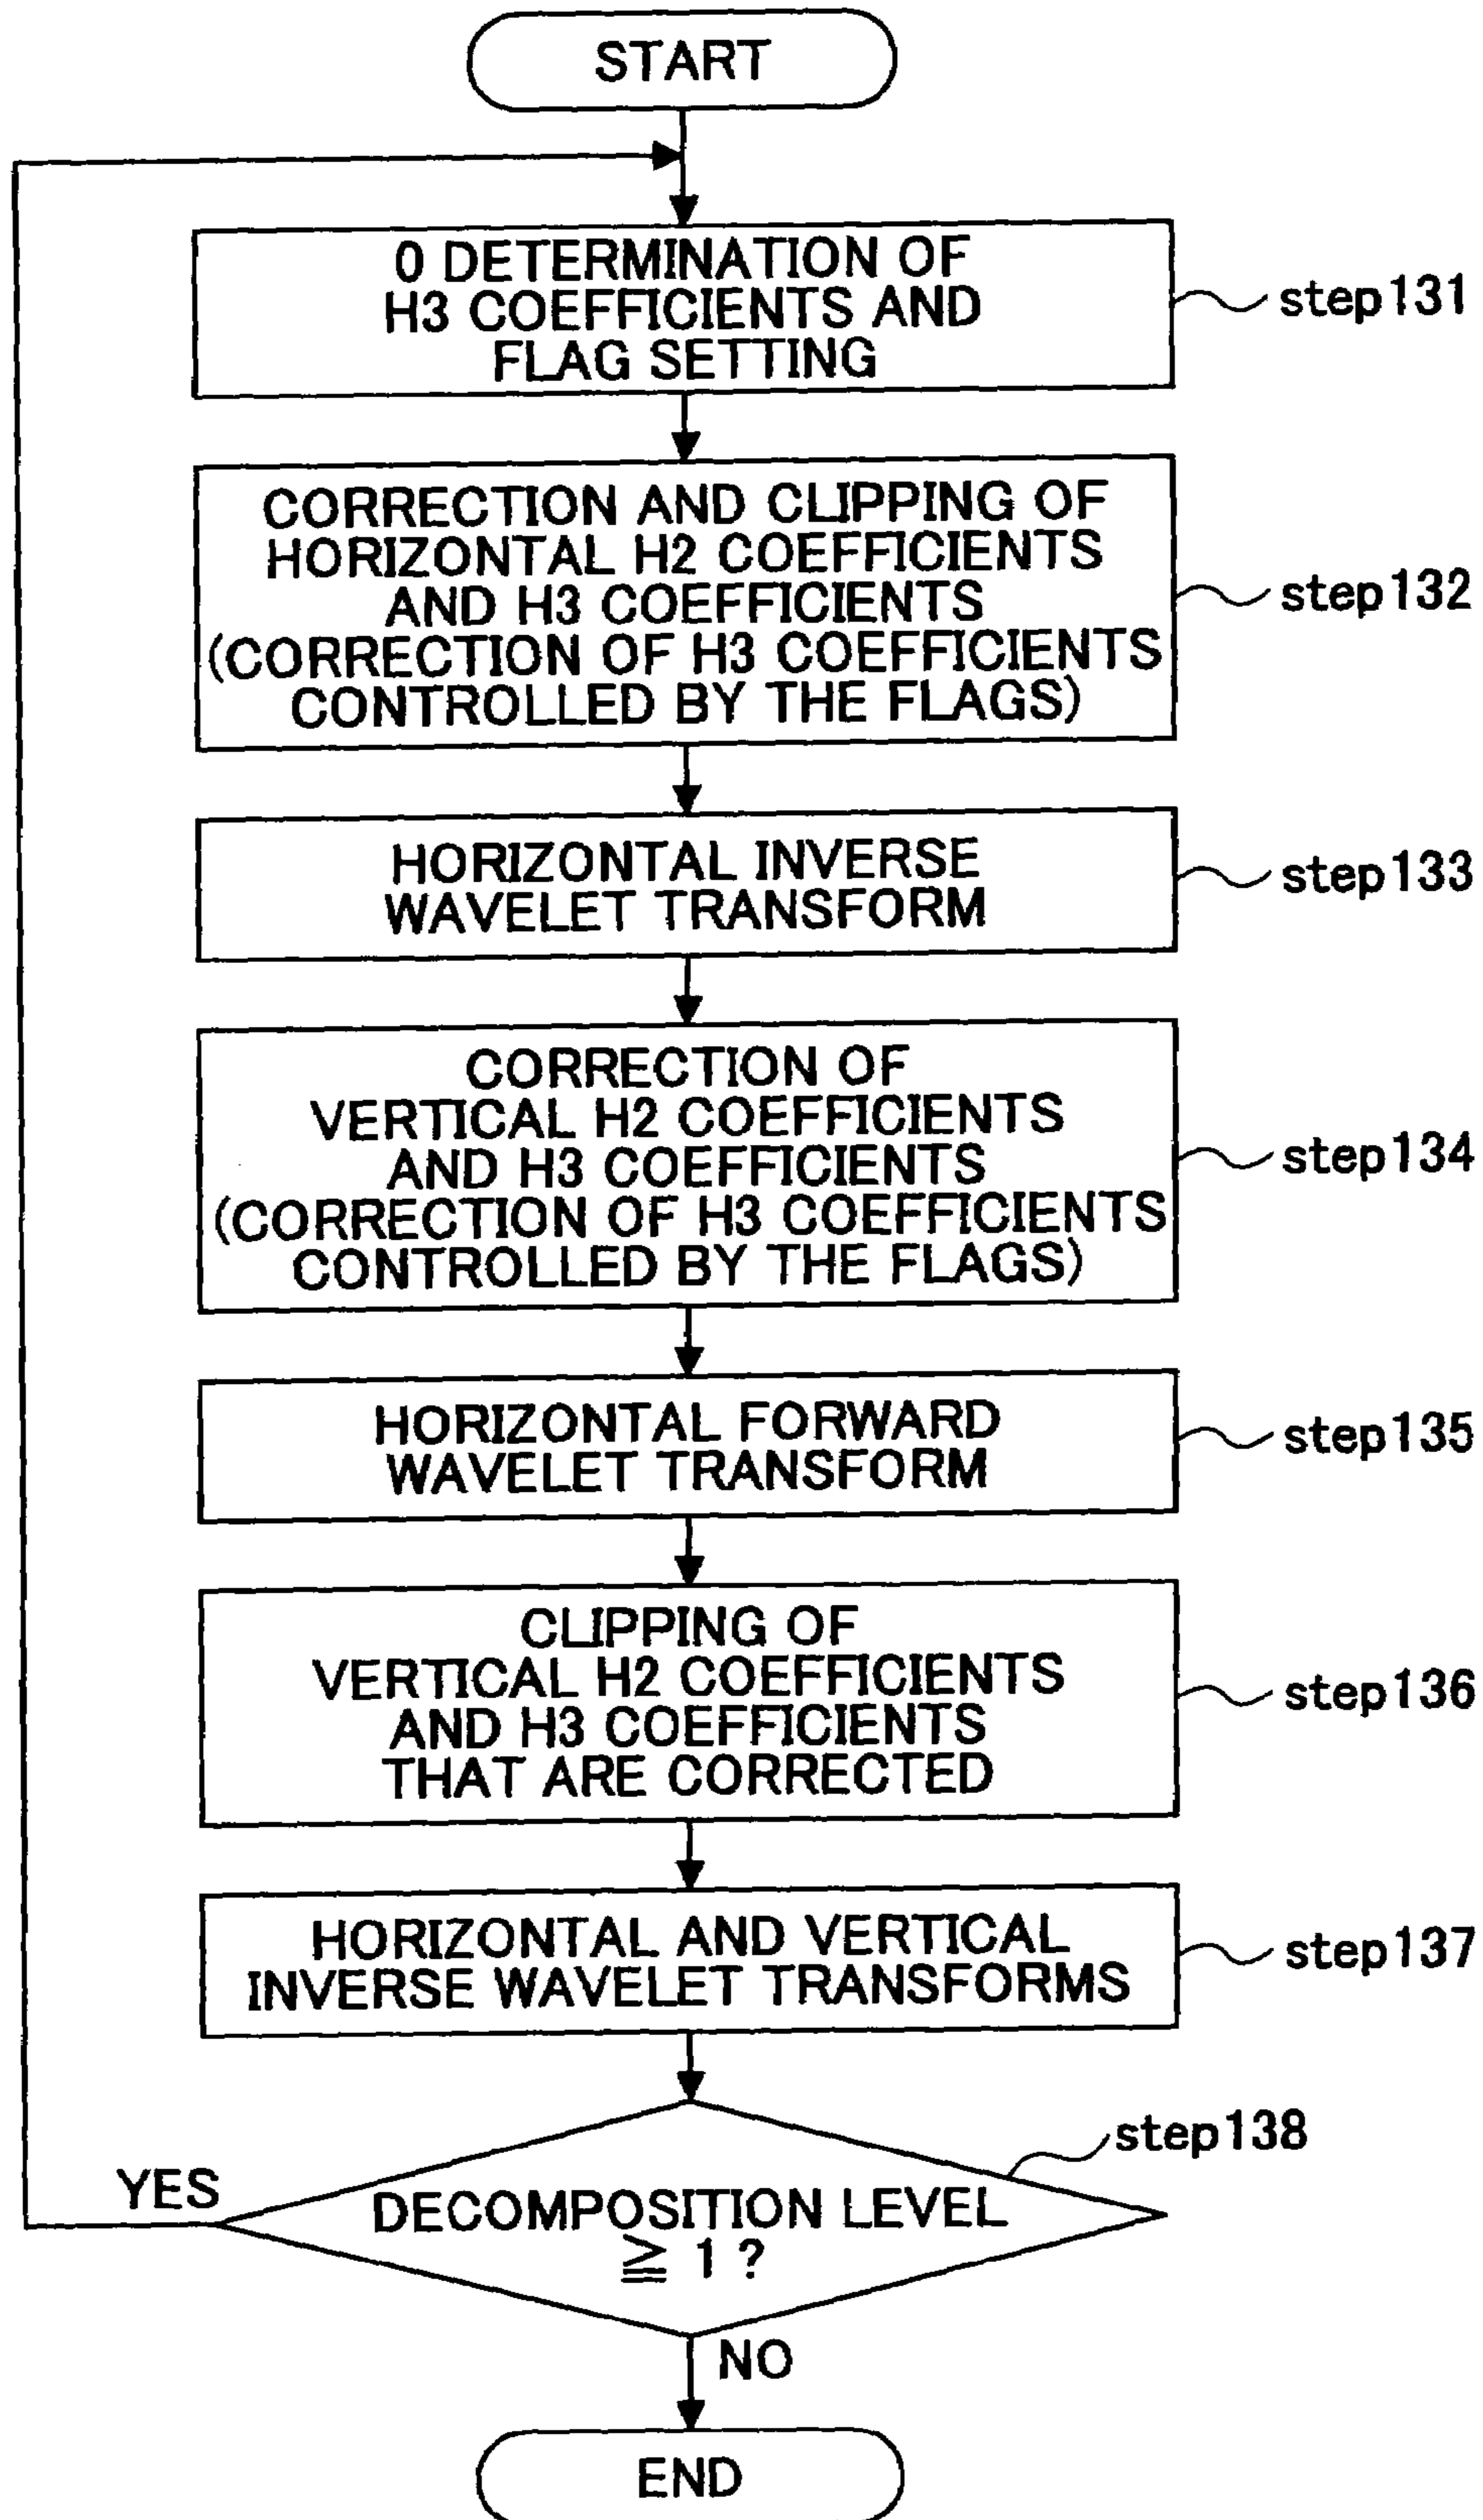 START
0 DETERMINATION OF
H3 COEFFICIENTS AND
FLAG SETTING
step131
CORRECTION AND CLIPPING OF
HORIZONTAL H2 COEFFICIENTS
AND H3 COEFFICIENTS
(CORRECTION OF H3 COEFFICIENTS
CONTROLLED BY THE FLAGS)
step132
HORIZONTAL INVERSE
WAVELET TRANSFORM
step133
CORRECTION OF
VERTICAL H2 COEFFICIENTS
AND H3 COEFFICIENTS
(CORRECTION OF H3 COEFFICIENTS
CONTROLLED BY THE FLAGS)
step134
HORIZONTAL FORWARD
WAVELET TRANSFORM
step135
CLIPPING OF
VERTICAL H2 COEFFICIENTS
AND H3 COEFFICIENTS
THAT ARE CORRECTED
step136
HORIZONTAL AND VERTICAL
INVERSE WAVELET TRANSFORMS
step137
step138
YES
DECOMPOSITION LEVEL
≧ 1 ?
NO
END